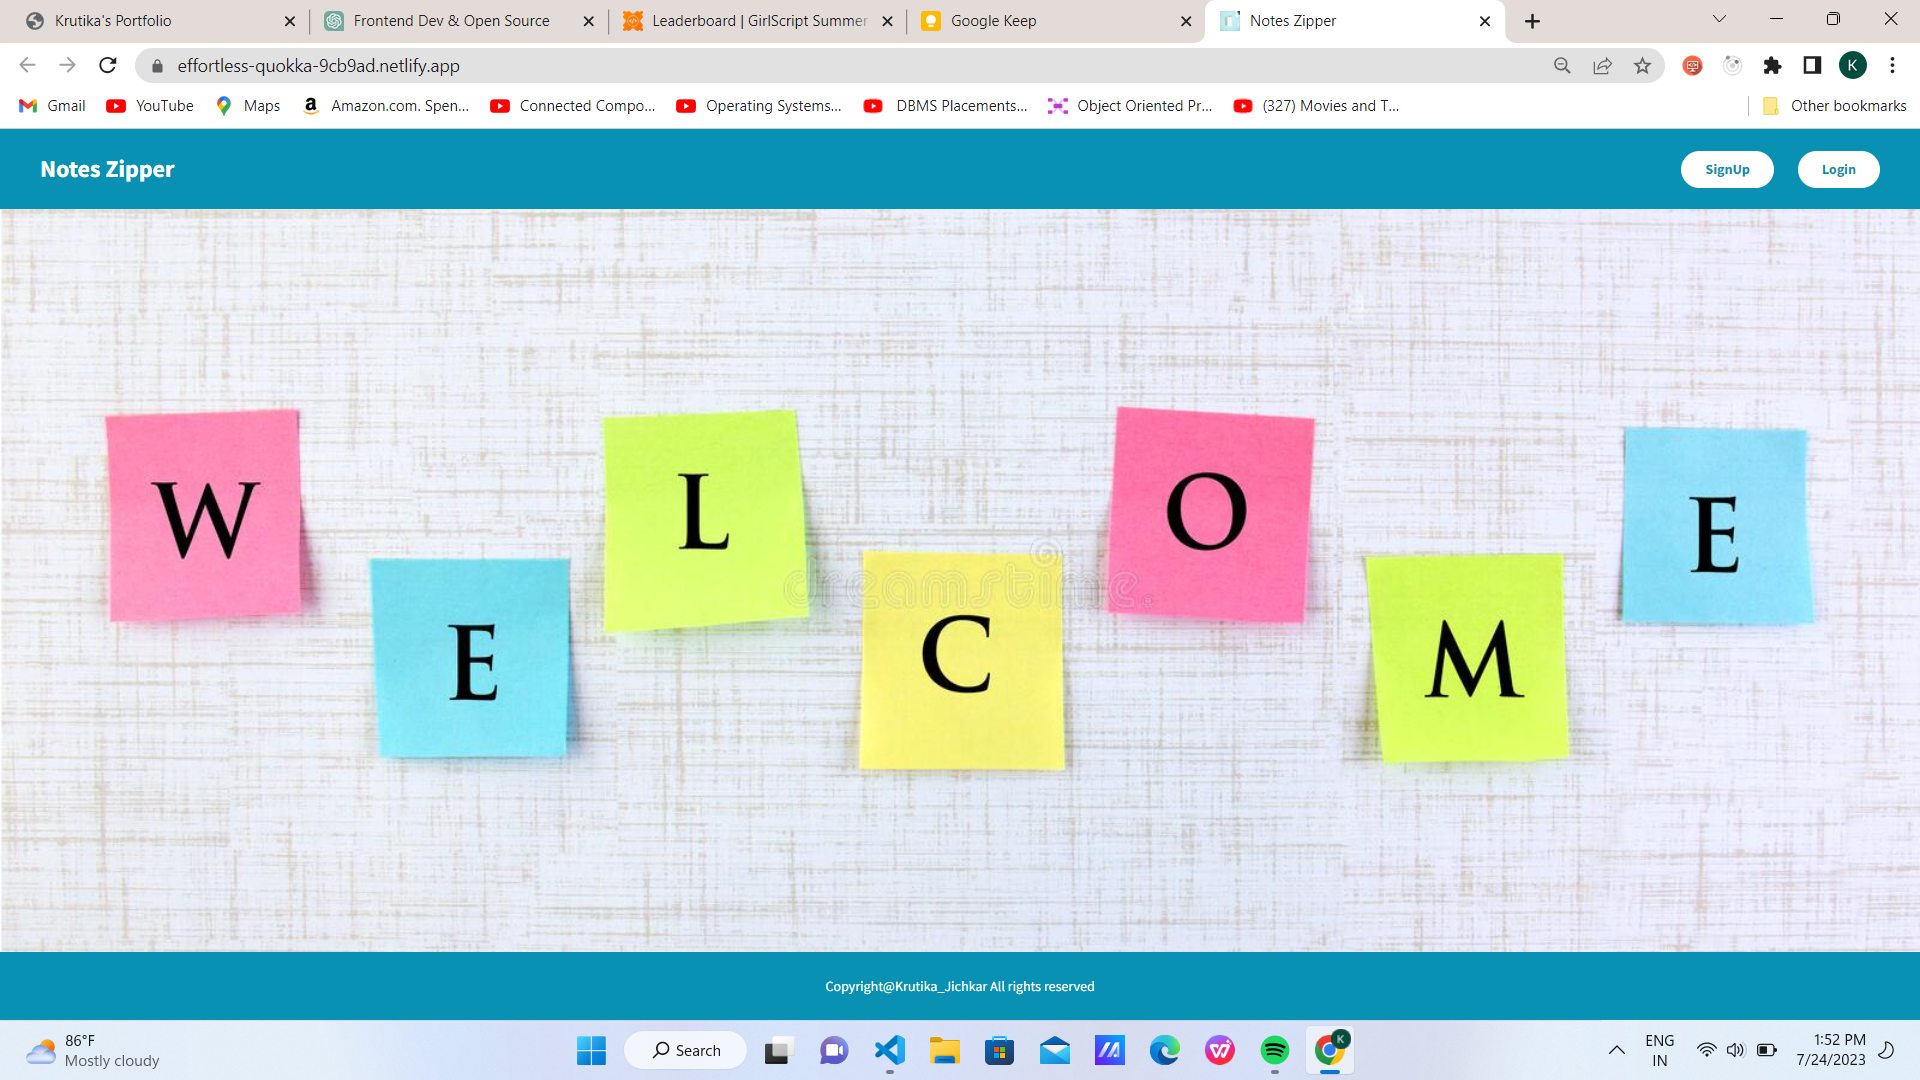 Krutika's Portfolio
Frontend Dev & Open Source
Leaderboard | GirlScript Summer
Google Keep
Notes Zipper
effortless-quokka-9cb9ad.netlify.app
K
Gmail
YouTube
Maps
Amazon.com. Spen...
Connected Compo...
Operating Systems...
DBMS Placements...
Object Oriented Pr...
(327) Movies and T...
Other bookmarks
Notes Zipper
SignUp
Login
W E L C O M E
dreamstime
Copyright@Krutika_Jichkar All rights reserved
86°F
Mostly cloudy
Search
K
ENG
IN
1:52 PM
7/24/2023